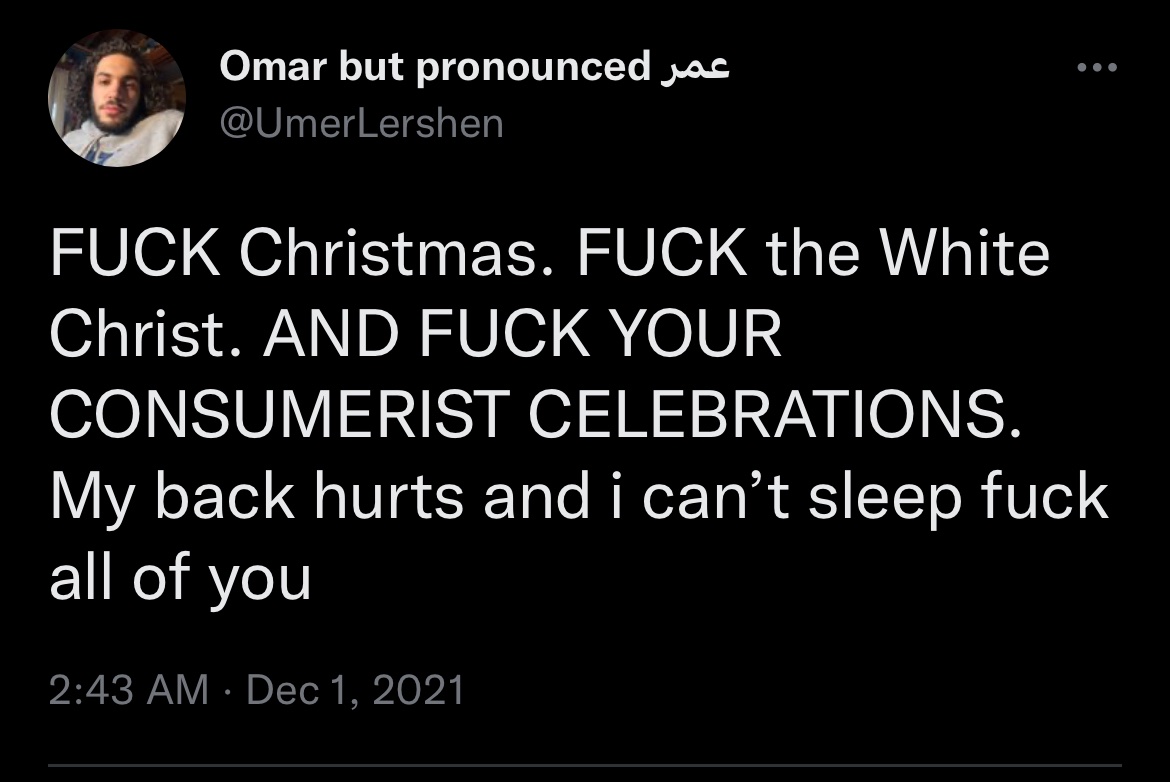 Omar but pronounced عمر
@UmerLershen
FUCK Christmas. FUCK the White
Christ. AND FUCK YOUR
CONSUMERIST CELEBRATIONS.
My back hurts and i can’t sleep fuck
all of you
2:43 AM · Dec 1, 2021